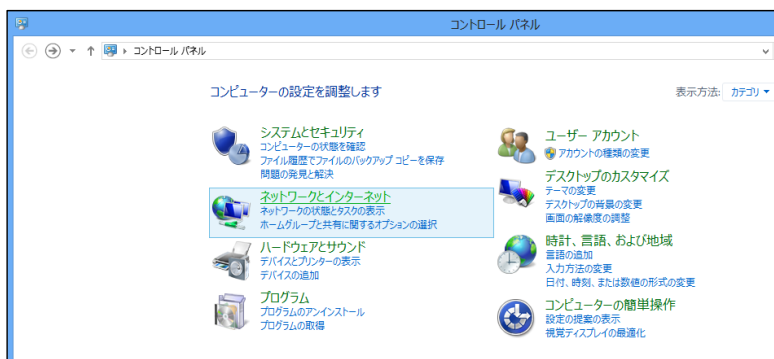 コントロール パネル
コントロール パネル
コンピューターの設定を調整します
表示方法: カテゴリ
システムとセキュリティ
コンピューターの状態を確認
ファイル履歴でファイルのバックアップ コピーを保存
問題の発見と解決
ネットワークとインターネット
ネットワークの状態とタスクの表示
ホームグループと共有に関するオプションの選択
ハードウェアとサウンド
デバイスとプリンターの表示
デバイスの追加
プログラム
プログラムのアンインストール
プログラムの取得
ユーザー アカウント
アカウントの種類の変更
デスクトップのカスタマイズ
テーマの変更
デスクトップの背景の変更
画面の解像度の調整
時計、言語、および地域
言語の追加
入力方法の変更
日付、時刻、または数値の形式の変更
コンピューターの簡単操作
設定の提案の表示
視覚ディスプレイの最適化